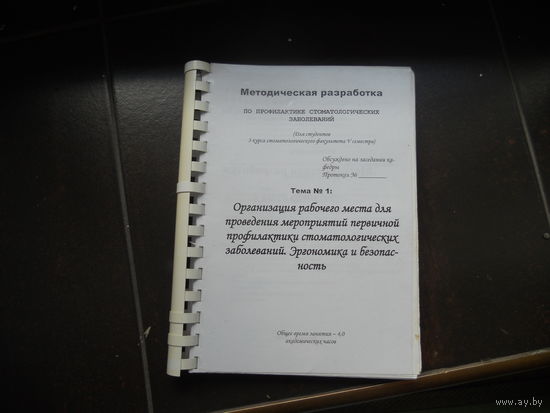 Методическая разработка
ПО ПРОФИЛАКТИКЕ СТОМАТОЛОГИЧЕСКИХ
ЗАБОЛЕВАНИЙ
(Для студентов
3 курса стоматологического факультета V семестра)
Обсуждено на заседании ка-
федры
Протокол № ________
Тема № 1:
Организация рабочего места для
проведения мероприятий первичной
профилактики стоматологических
заболеваний. Эргономика и безопас-
ность
Общее время занятия – 4,0
академических часов
www.ay.by